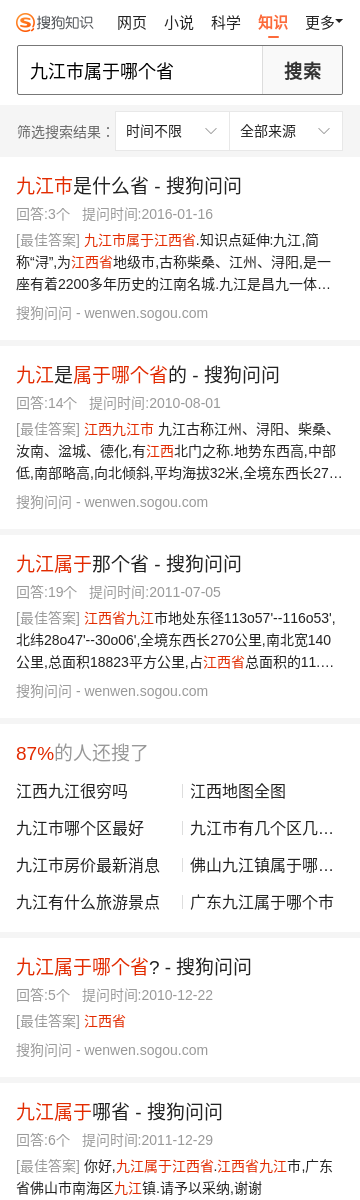 搜狗知识 网页 小说 科学 知识 更多
九江市属于哪个省 搜索
筛选搜索结果： 时间不限 全部来源
九江市是什么省 - 搜狗问问
回答:3个 提问时间:2016-01-16
[最佳答案] 九江市属于江西省.知识点延伸:九江,简
称“浔”,为江西省地级市,古称柴桑、江州、浔阳,是一
座有着2200多年历史的江南名城.九江是昌九一体…
搜狗问问 - wenwen.sogou.com
九江是属于哪个省的 - 搜狗问问
回答:14个 提问时间:2010-08-01
[最佳答案] 江西九江市 九江古称江州、浔阳、柴桑、
汝南、湓城、德化,有江西北门之称.地势东西高,中部
低,南部略高,向北倾斜,平均海拔32米,全境东西长27…
搜狗问问 - wenwen.sogou.com
九江属于那个省 - 搜狗问问
回答:19个 提问时间:2011-07-05
[最佳答案] 江西省九江市地处东径113o57'--116o53',
北纬28o47'--30o06',全境东西长270公里,南北宽140
公里,总面积18823平方公里,占江西省总面积的11.…
搜狗问问 - wenwen.sogou.com
87%的人还搜了
江西九江很穷吗 江西地图全图
九江市哪个区最好 九江市有几个区几…
九江市房价最新消息 佛山九江镇属于哪…
九江有什么旅游景点 广东九江属于哪个市
九江属于哪个省? - 搜狗问问
回答:5个 提问时间:2010-12-22
[最佳答案] 江西省
搜狗问问 - wenwen.sogou.com
九江属于哪省 - 搜狗问问
回答:6个 提问时间:2011-12-29
[最佳答案] 你好,九江属于江西省.江西省九江市,广东
省佛山市南海区九江镇.请予以采纳,谢谢